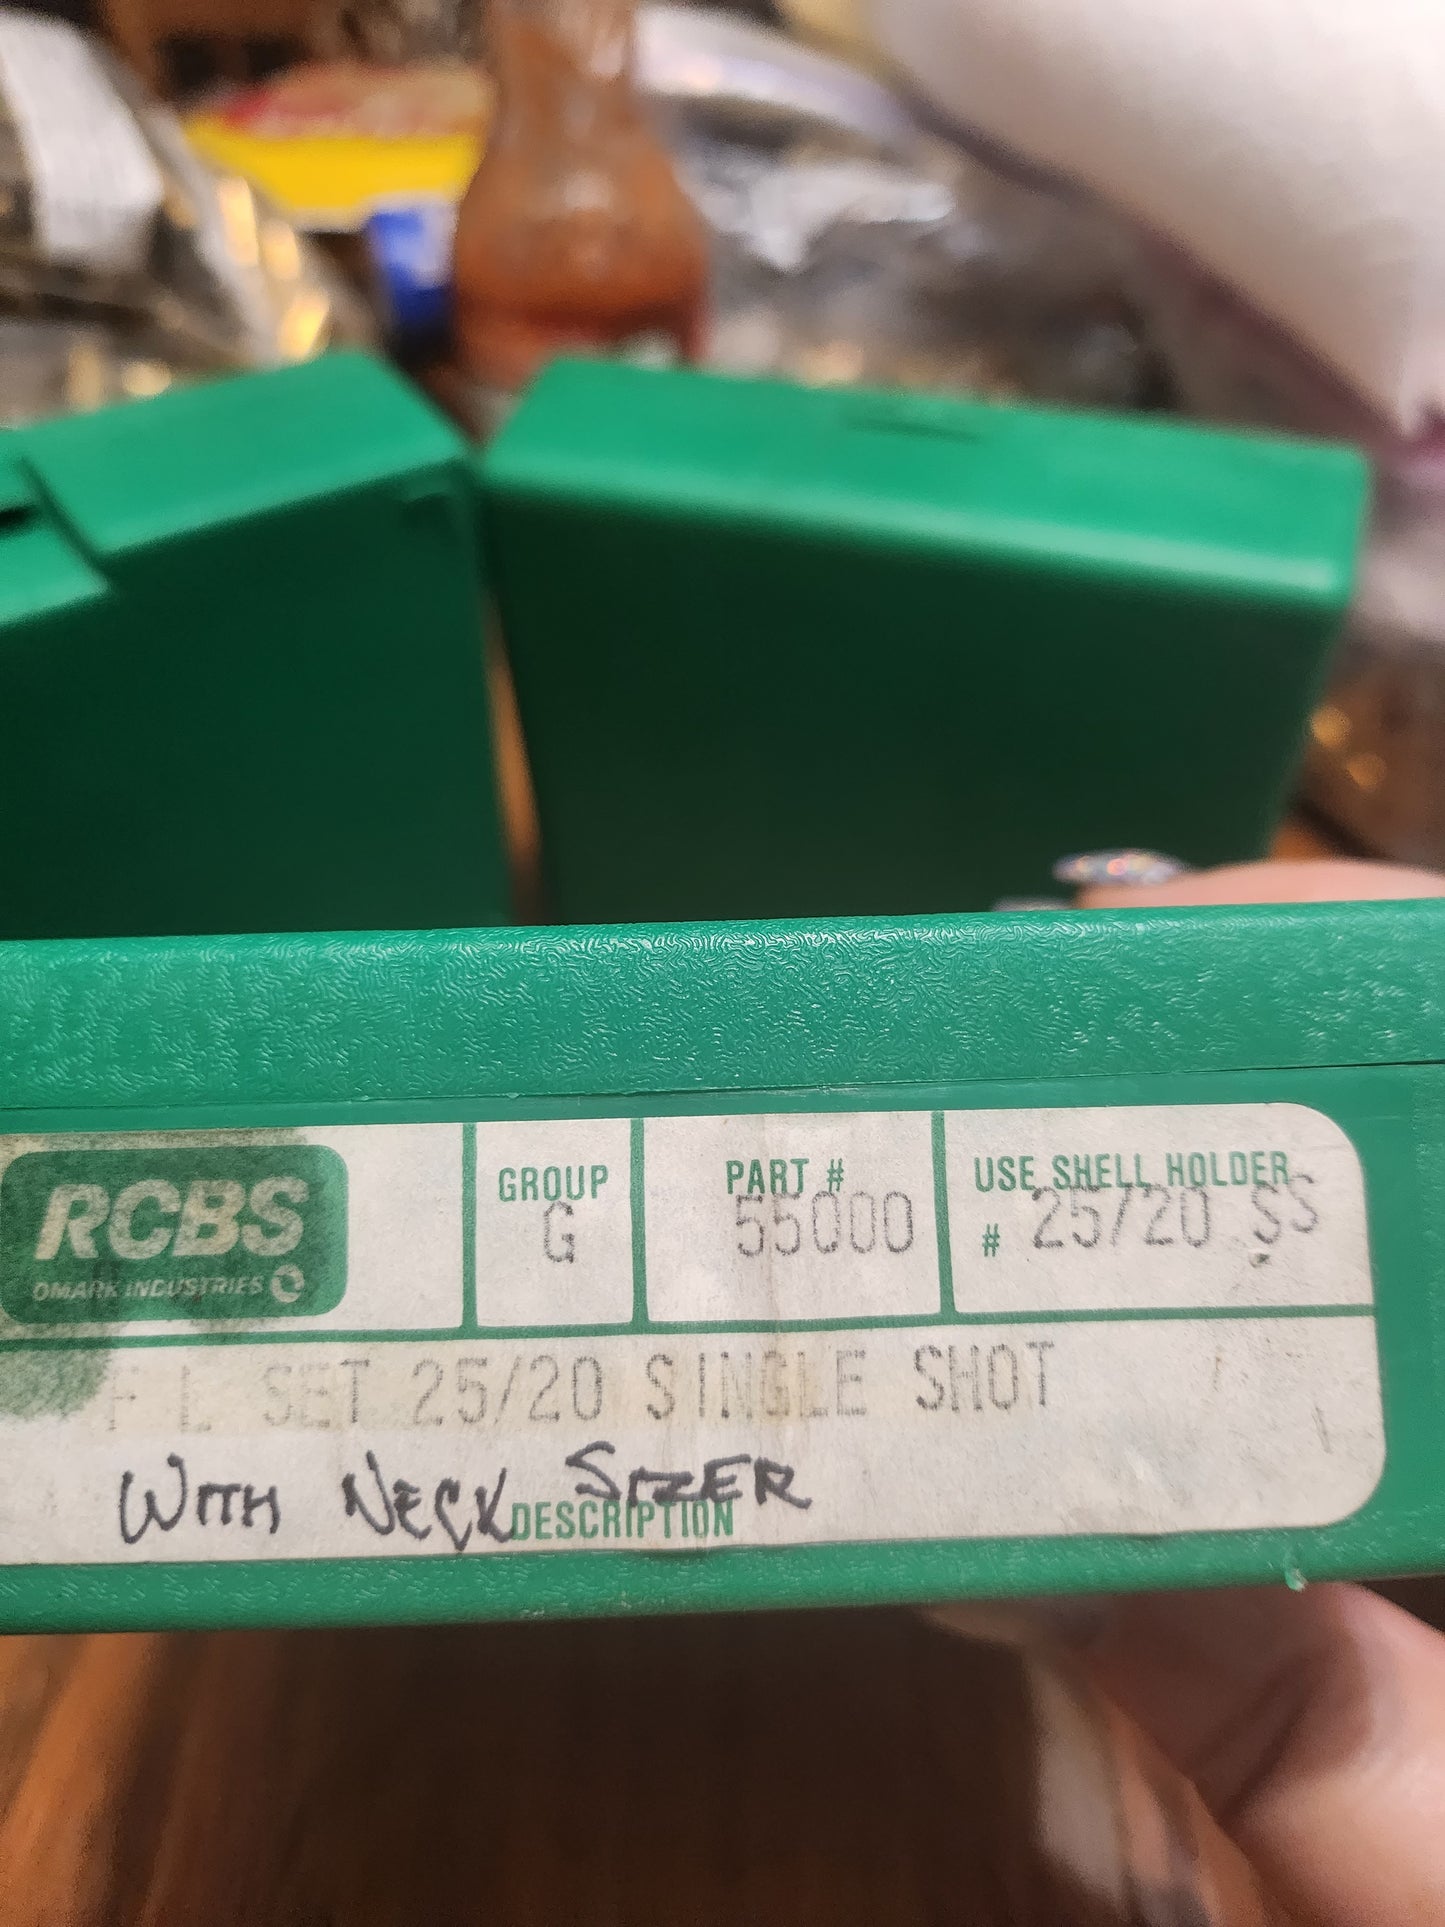 RCBS
OMARK INDUSTRIES
GROUP
G
PART #
55000
USE SHELL HOLDER
# 25/20 SS
F L SET 25/20 SINGLE SHOT
WITH NECK SIZER
DESCRIPTION